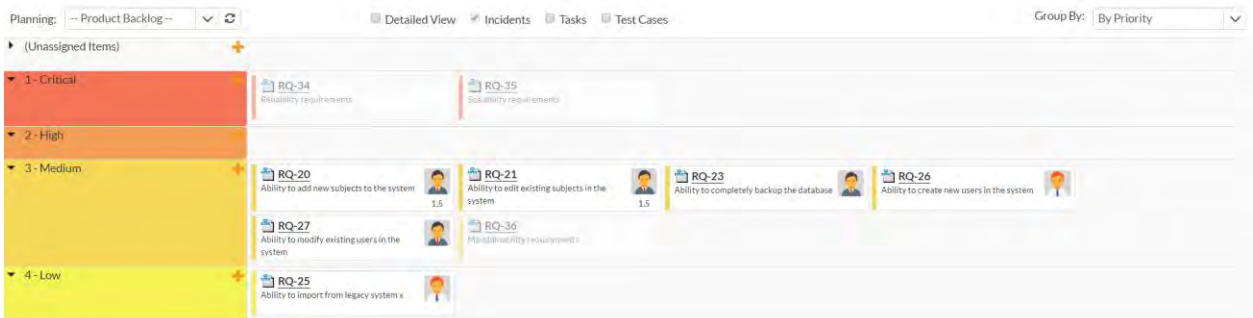 Planning: -- Product Backlog -- Detailed View Incidents Tasks Test Cases Group By: By Priority
(Unassigned Items)
1 - Critical RQ-34 RQ-35
Reliability requirements Scalability requirements
2 - High
3 - Medium RQ-20 RQ-21 RQ-23 RQ-26
Ability to add new subjects to the system Ability to edit existing subjects in the Ability to completely backup the database Ability to create new users in the system
system
1.5 1.5
RQ-27 RQ-36
Ability to modify existing users in the Maintainability requirements
system
4 - Low RQ-25
Ability to import from legacy system x